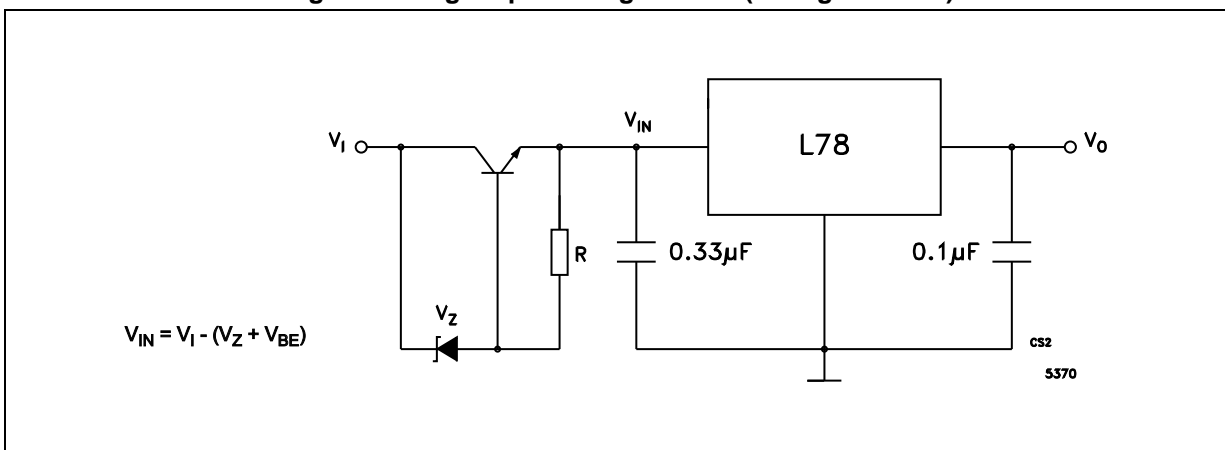 V_I
V_IN
L78
V_O
R
0.33µF
0.1µF
V_Z
V_IN = V_I - (V_Z + V_BE)
CS2
5370